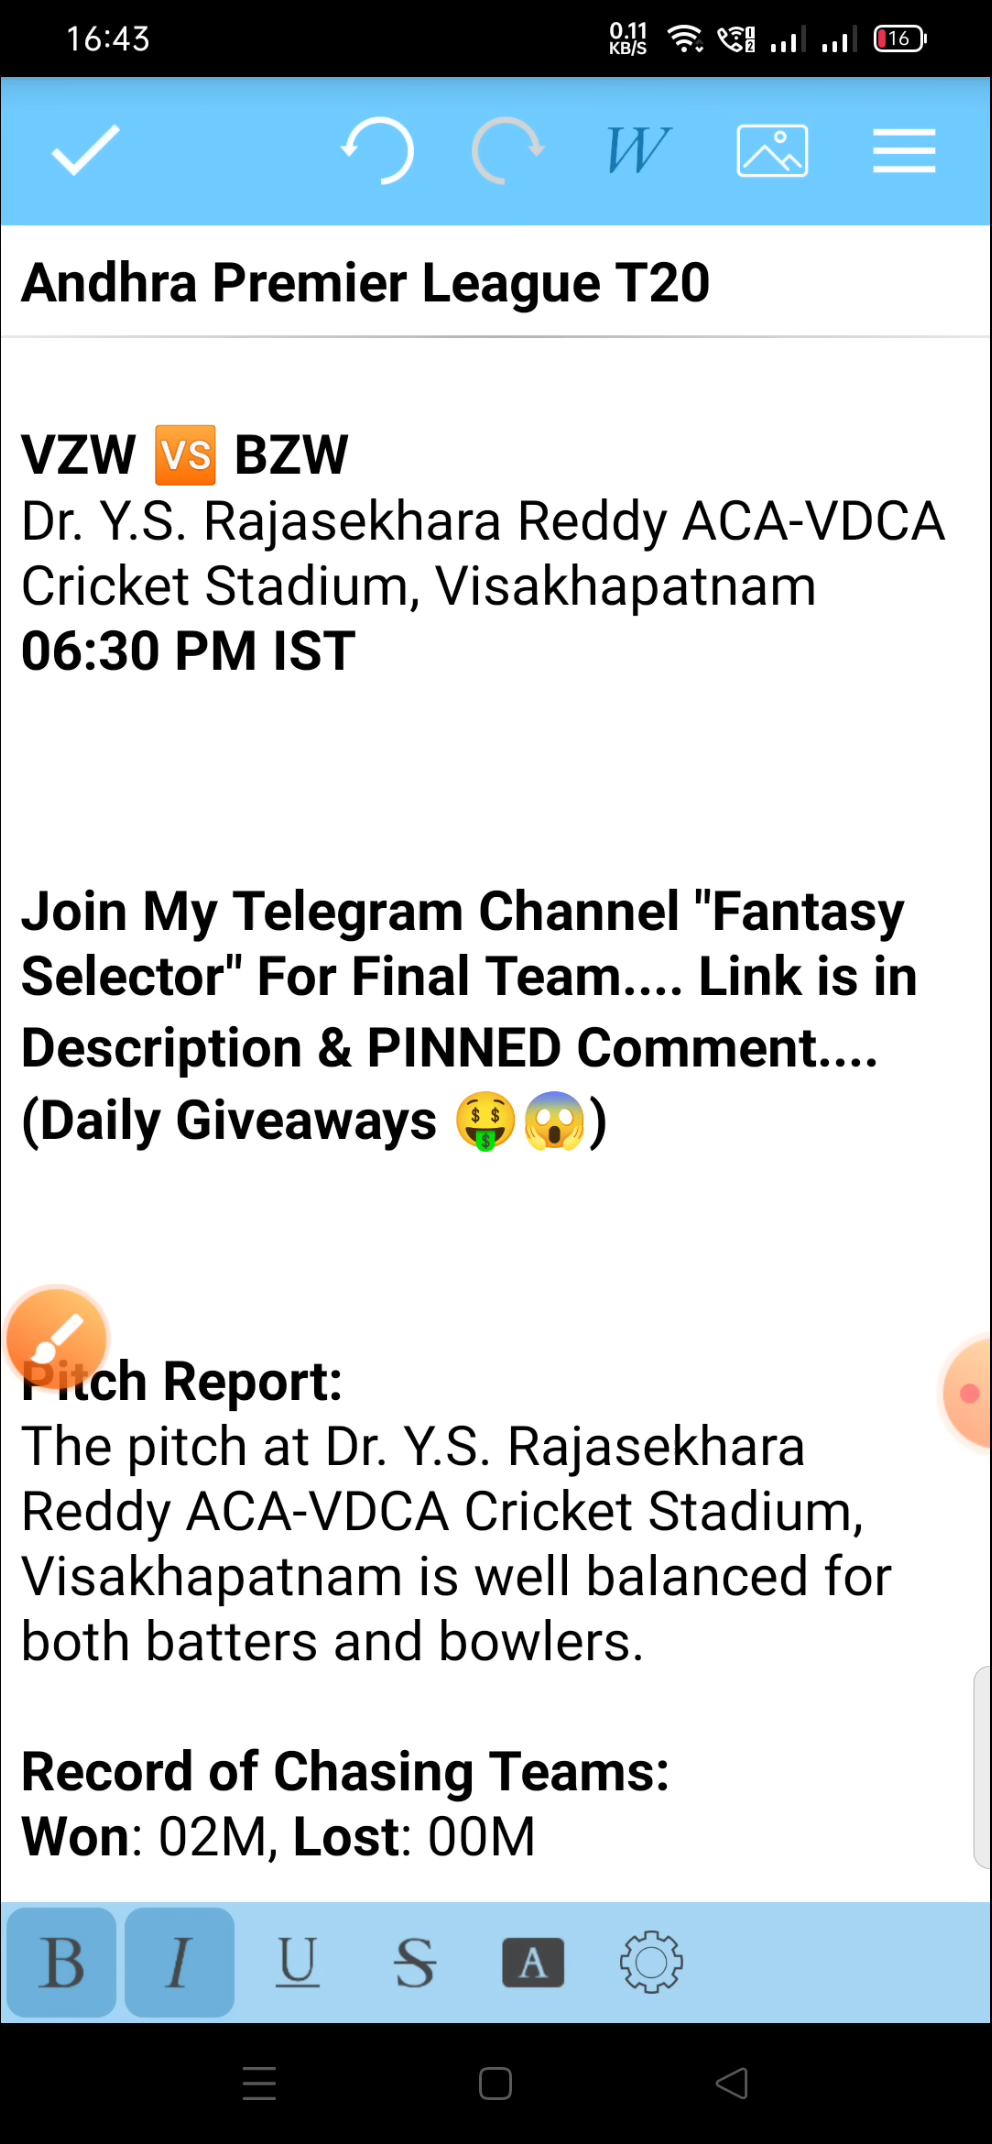 16:43
0.11
KB/S
16
W
Andhra Premier League T20
VZW VS BZW
Dr. Y.S. Rajasekhara Reddy ACA-VDCA
Cricket Stadium, Visakhapatnam
06:30 PM IST
Join My Telegram Channel "Fantasy
Selector" For Final Team.... Link is in
Description & PINNED Comment....
(Daily Giveaways 🤑😱)
Pitch Report:
The pitch at Dr. Y.S. Rajasekhara
Reddy ACA-VDCA Cricket Stadium,
Visakhapatnam is well balanced for
both batters and bowlers.
Record of Chasing Teams:
Won: 02M, Lost: 00M
B I U S A